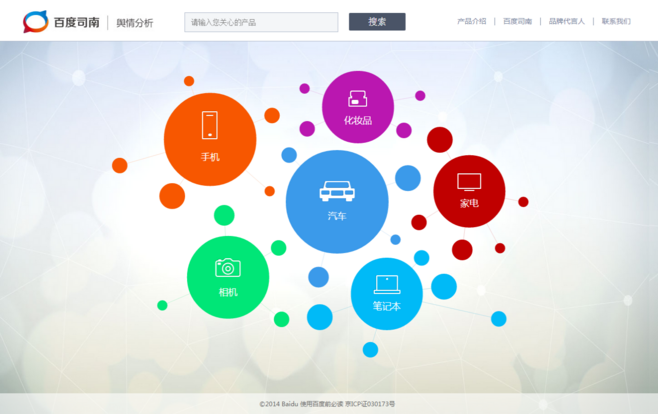 百度司南 | 舆情分析
请输入您关心的产品
搜索
产品介绍 | 百度司南 | 品牌代言人 | 联系我们
化妆品
手机
家电
汽车
相机
笔记本
©2014 Baidu 使用百度前必读 京ICP证030173号